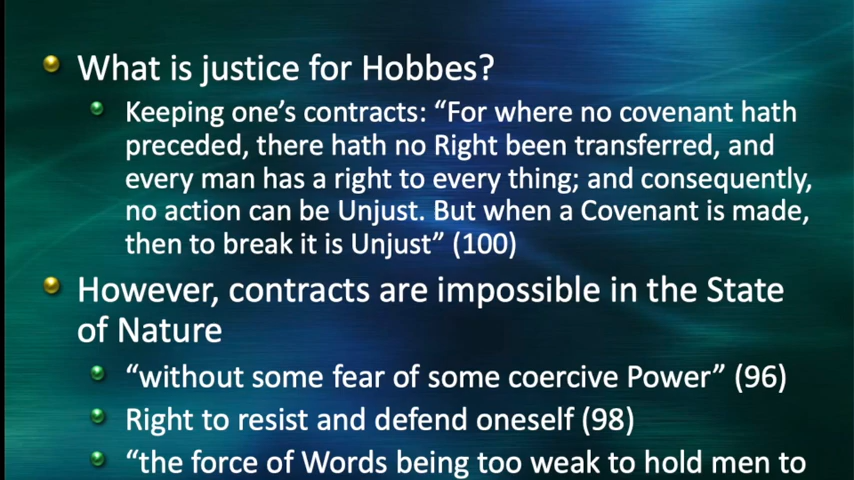 What is justice for Hobbes?
Keeping one’s contracts: “For where no covenant hath
preceded, there hath no Right been transferred, and
every man has a right to every thing; and consequently,
no action can be Unjust. But when a Covenant is made,
then to break it is Unjust” (100)
However, contracts are impossible in the State
of Nature
“without some fear of some coercive Power” (96)
Right to resist and defend oneself (98)
“the force of Words being too weak to hold men to